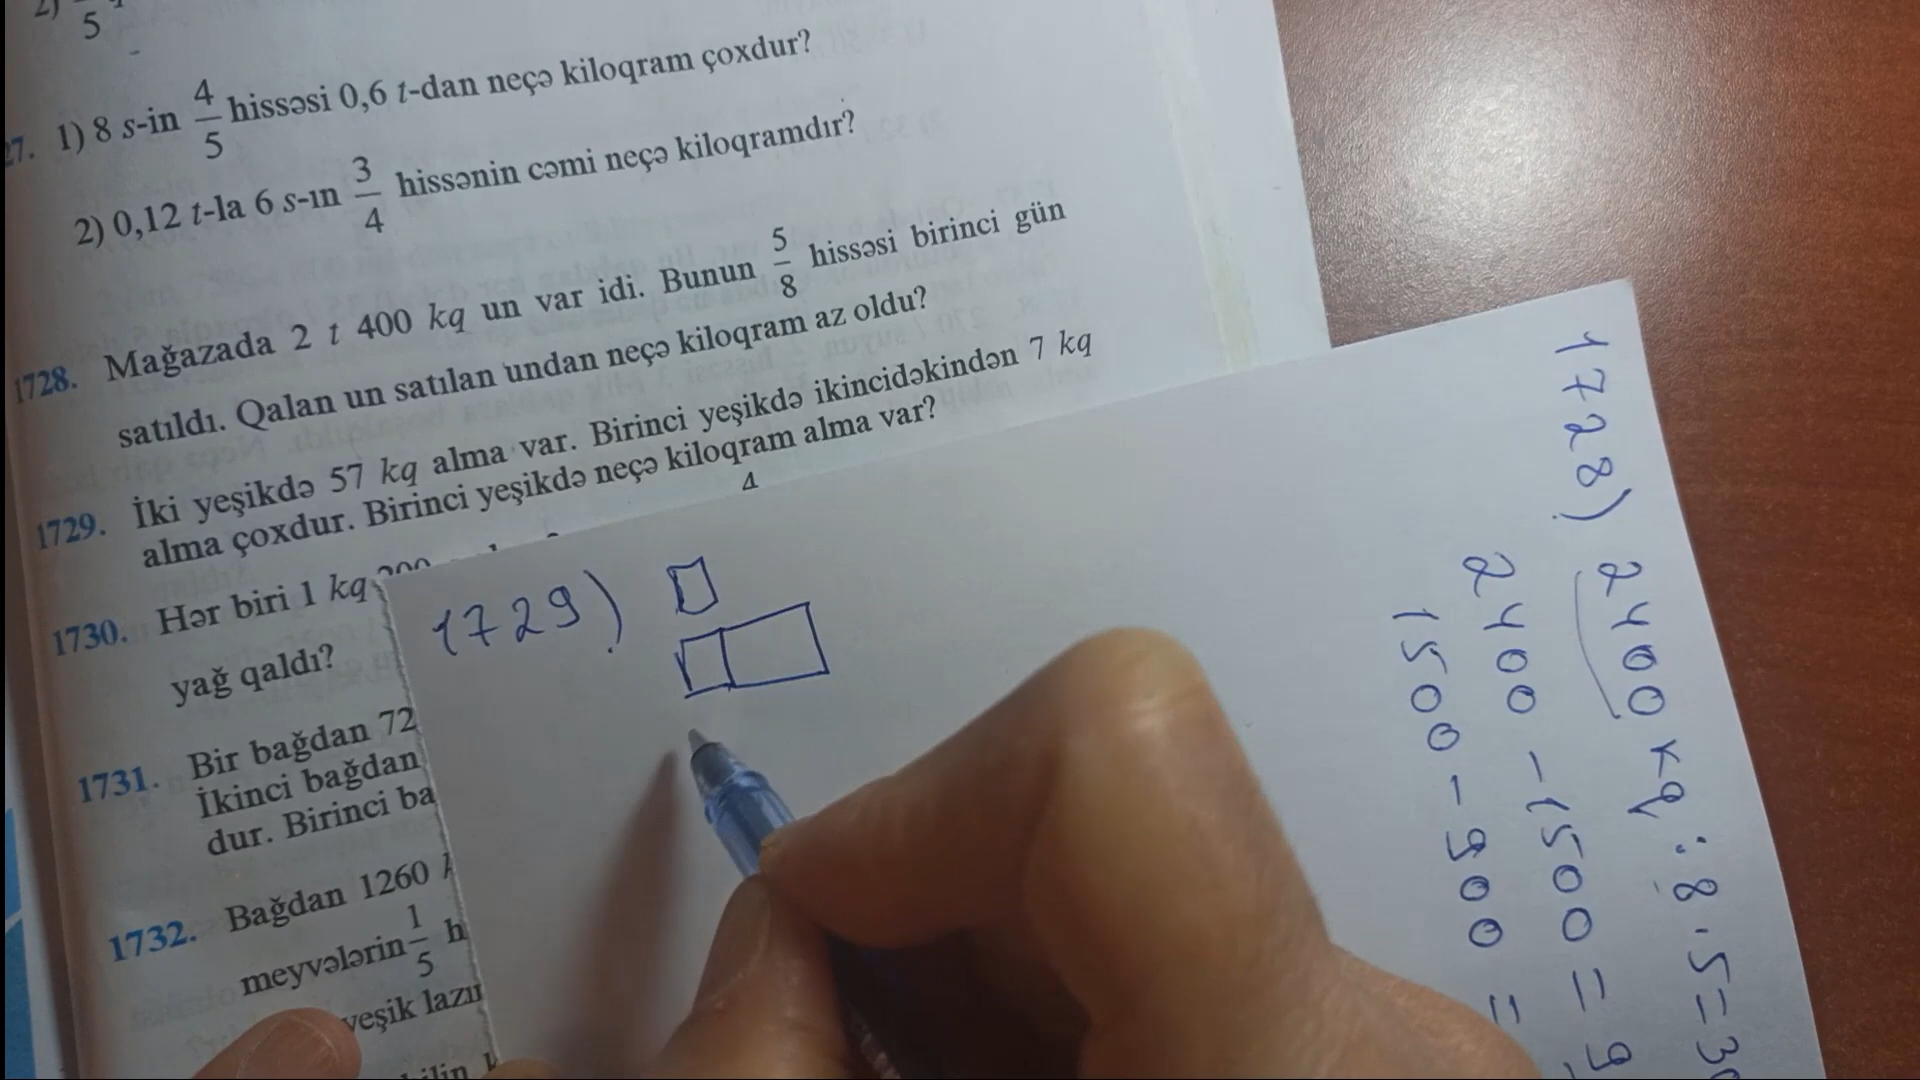 2)
5
27. 1) 8 s-in 4/5 hissəsi 0,6 t-dan neçə kiloqram çoxdur?
2) 0,12 t-la 6 s-ın 3/4 hissənin cəmi neçə kiloqramdır?
1728. Mağazada 2 t 400 kq un var idi. Bunun 5/8 hissəsi birinci gün
satıldı. Qalan un satılan undan neçə kiloqram az oldu?
1729. İki yeşikdə 57 kq alma var. Birinci yeşikdə ikincidəkindən 7 kq
alma çoxdur. Birinci yeşikdə neçə kiloqram alma var?
4
1730. Hər biri 1 kq
yağ qaldı?
1731. Bir bağdan 72
İkinci bağdan
dur. Birinci ba
1732. Bağdan 1260
meyvələrin 1/5 h
yeşik lazı
1729)
1728) 2400 kq : 8 · 5 = 
2400 - 1500 = 9
1500 - 900 =